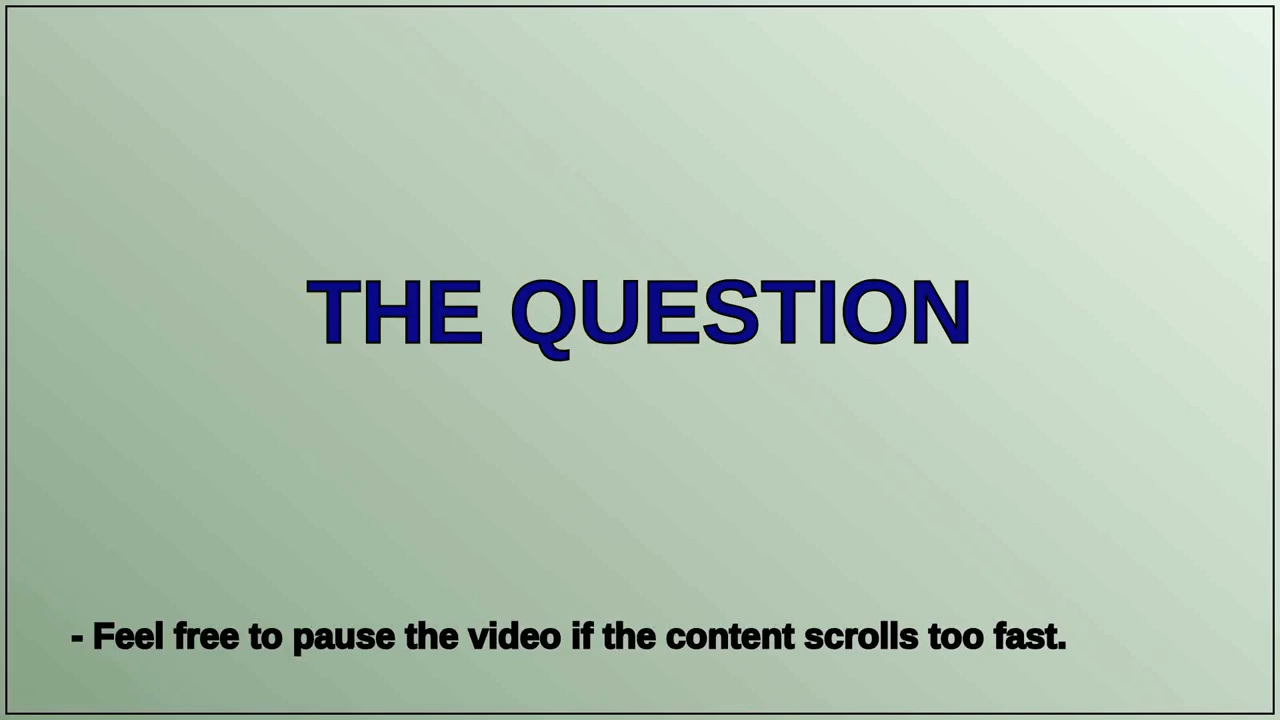 THE QUESTION
- Feel free to pause the video if the content scrolls too fast.